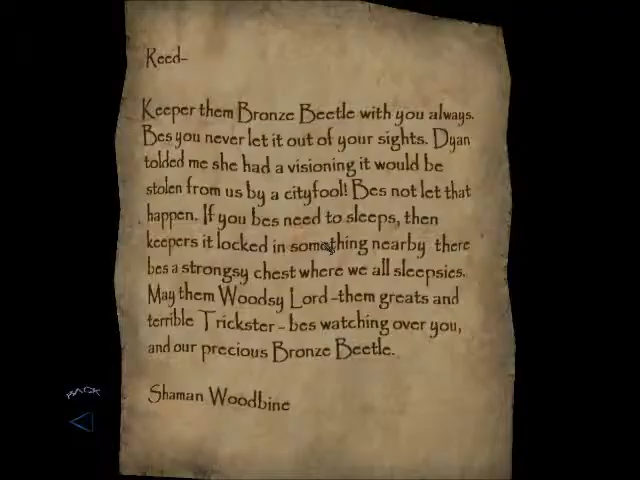 Reed-
Keeper them Bronze Beetle with you always.
Bes you never let it out of your sights. Dyan
tolded me she had a visioning it would be
stolen from us by a cityfool! Bes not let that
happen. If you bes need to sleeps, then
keepers it locked in something nearby there
bes a strongsy chest where we all sleepsies.
May them Woodsy Lord -them greats and
terrible Trickster - bes watching over you,
and our precious Bronze Beetle.
Shaman Woodbine
BACK